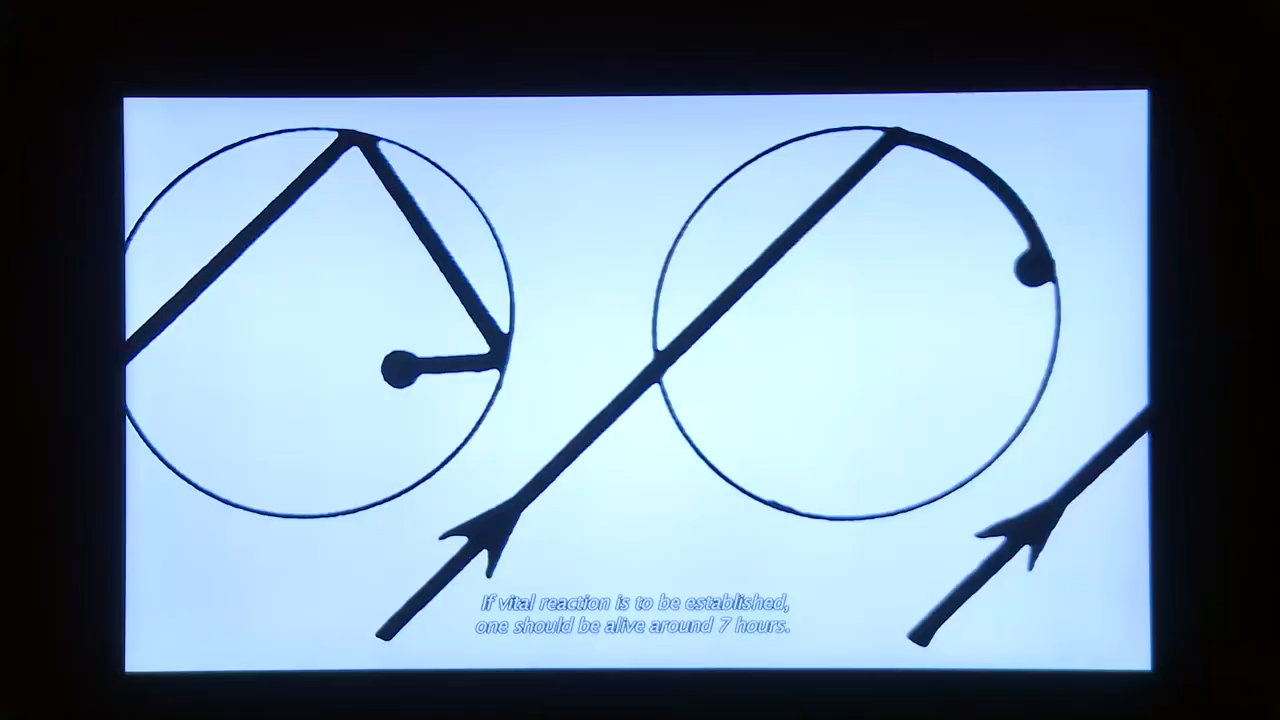 If vital reaction is to be established,
one should be alive around 7 hours.